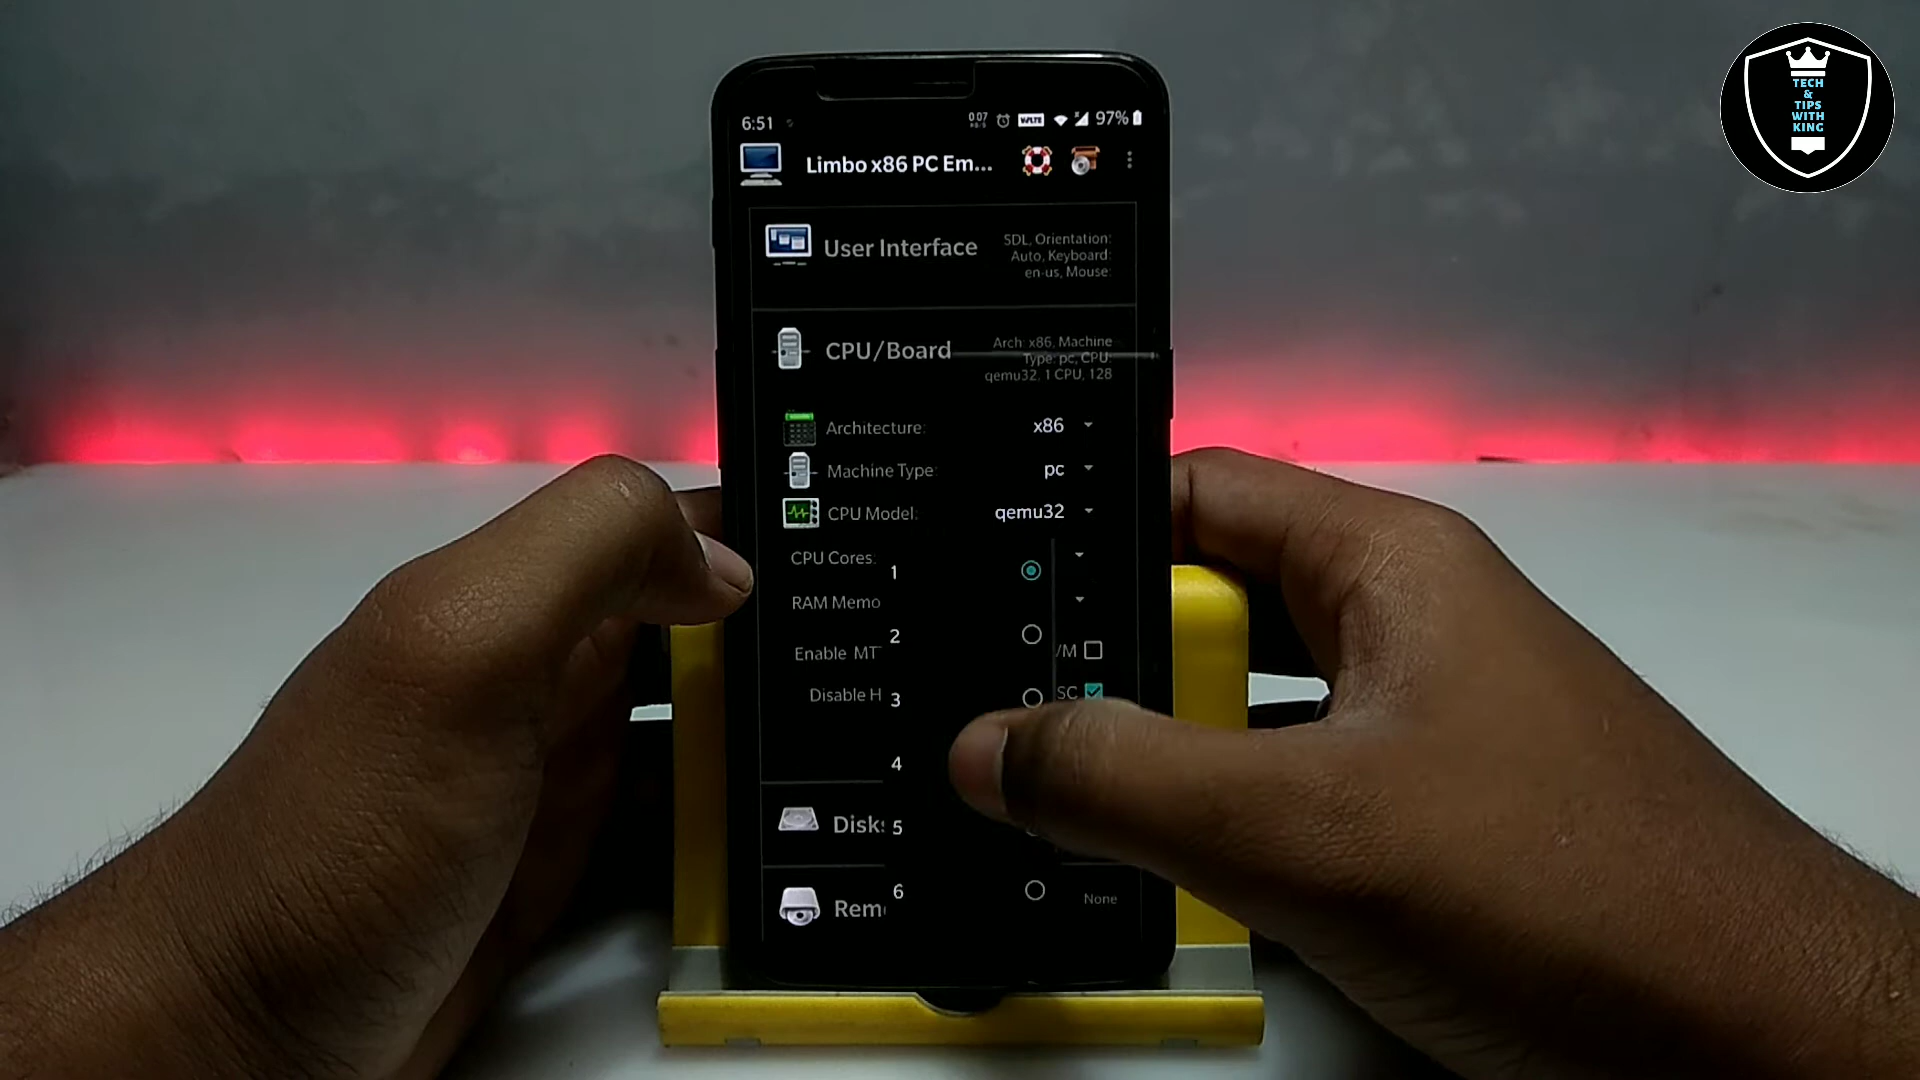 TECH
&
TIPS
WITH
KING
6:51
0.07
97%
Limbo x86 PC Em...
User Interface
SDL, Orientation:
Auto, Keyboard:
en-us, Mouse:
CPU/Board
Arch: x86, Machine
Type: pc, CPU:
qemu32, 1 CPU, 128
Architecture: x86
Machine Type: pc
CPU Model: qemu32
CPU Cores:
1
RAM Memo
2
Enable MT
/M
Disable H
3
SC
4
Disk
5
Rem
6
None